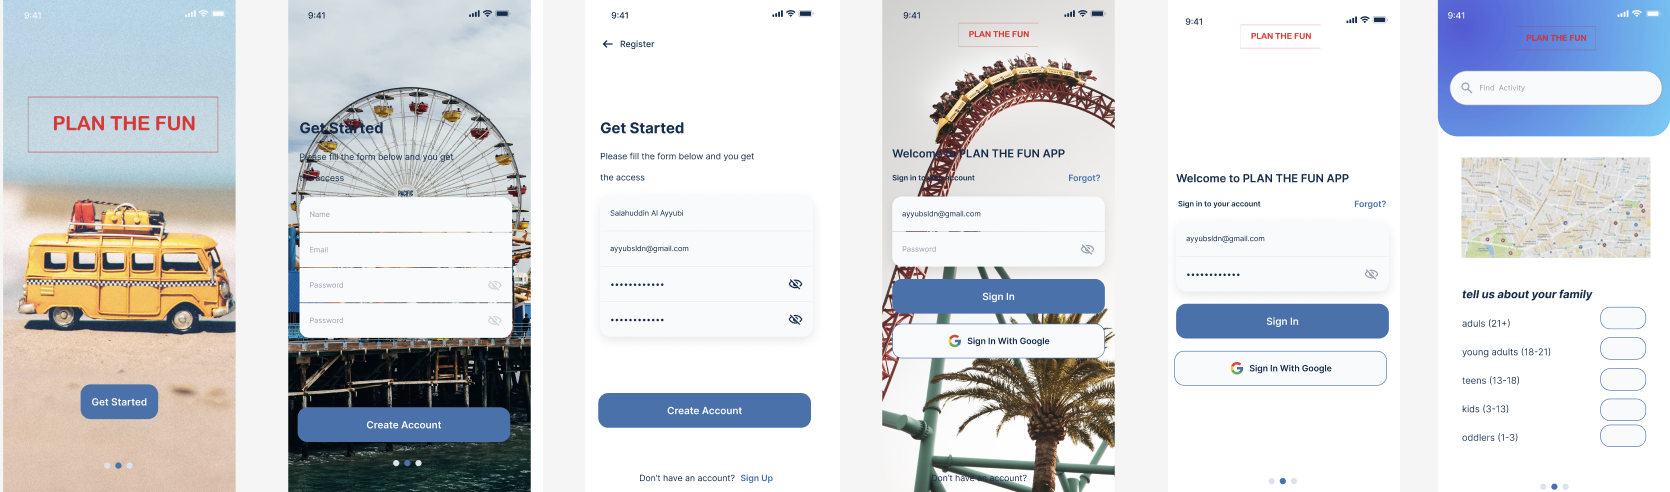 9:41
PLAN THE FUN
Get Started
9:41
Get Started
Please fill the form below and you get
the access
PACIFIC
Name
Email
Password
Password
Create Account
9:41
Register
Get Started
Please fill the form below and you get
the access
Salahuddin Al Ayyubi
ayyubsldn@gmail.com
••••••••••••
••••••••••••
Create Account
Don't have an account? Sign Up
9:41
PLAN THE FUN
Welcome to PLAN THE FUN APP
Sign in to your account Forgot?
ayyubsldn@gmail.com
Password
Sign In
Sign In With Google
Don't have an account?
9:41
PLAN THE FUN
Welcome to PLAN THE FUN APP
Sign in to your account Forgot?
ayyubsldn@gmail.com
••••••••••••
Sign In
Sign In With Google
9:41
PLAN THE FUN
Find Activity
tell us about your family
aduls (21+)
young adults (18-21)
teens (13-18)
kids (3-13)
oddlers (1-3)